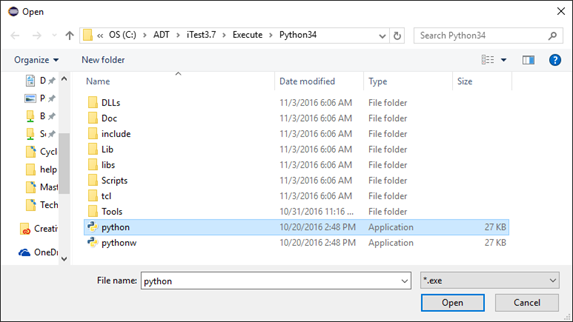 Open
« OS (C:) > ADT > iTest3.7 > Execute > Python34
Search Python34
Organize
New folder
Name Date modified Type Size
D
P
B
S
Cycl
help
Mast
Tech
Creativ
OneDr
DLLs 11/3/2016 6:06 AM File folder
Doc 11/3/2016 6:06 AM File folder
include 11/3/2016 6:06 AM File folder
Lib 11/3/2016 6:06 AM File folder
libs 11/3/2016 6:06 AM File folder
Scripts 11/3/2016 6:06 AM File folder
tcl 11/3/2016 6:06 AM File folder
Tools 10/31/2016 11:16 ... File folder
python 10/20/2016 2:48 PM Application 27 KB
pythonw 10/20/2016 2:48 PM Application 27 KB
File name: python
*.exe
Open Cancel